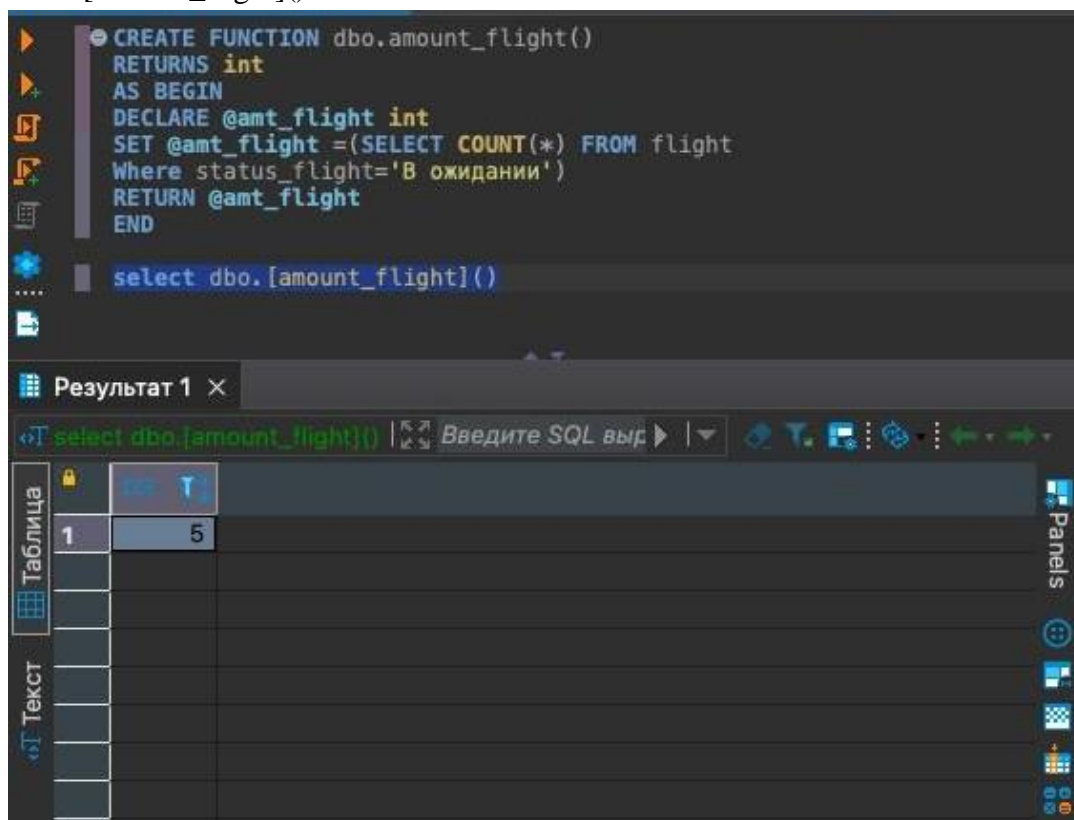 CREATE FUNCTION dbo.amount_flight()
RETURNS int
AS BEGIN
DECLARE @amt_flight int
SET @amt_flight =(SELECT COUNT(*) FROM flight
Where status_flight='В ожидании')
RETURN @amt_flight
END
select dbo.[amount_flight]()
Результат 1
select dbo.[amount_flight]() Введите SQL выр
Таблица
1 5
Panels
Текст